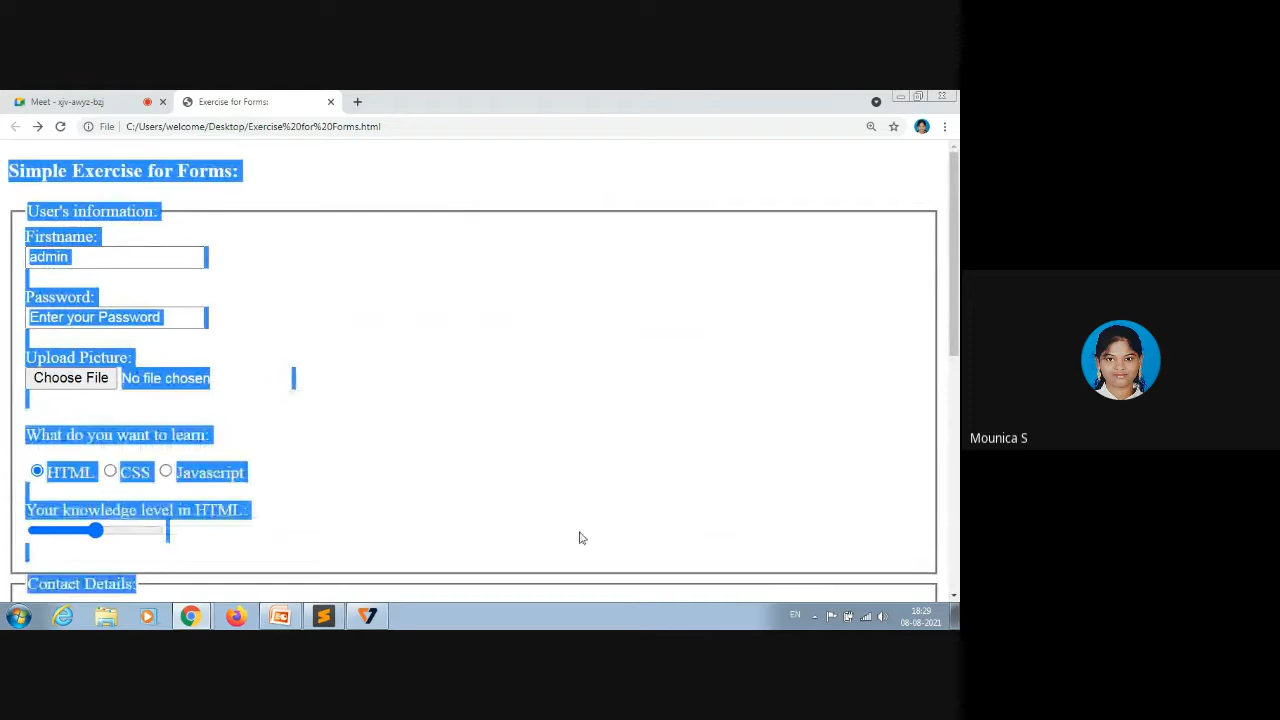 Meet - xjv-awyz-bzj
Exercise for Forms:
File
C:/Users/welcome/Desktop/Exercise%20for%20Forms.html
Simple Exercise for Forms:
User's information:
Firstname:
admin
Password:
Enter your Password
Upload Picture:
Choose File No file chosen
What do you want to learn:
HTML CSS Javascript
Your knowledge level in HTML:
Contact Details:
Mounica S
EN
18:29
08-08-2021